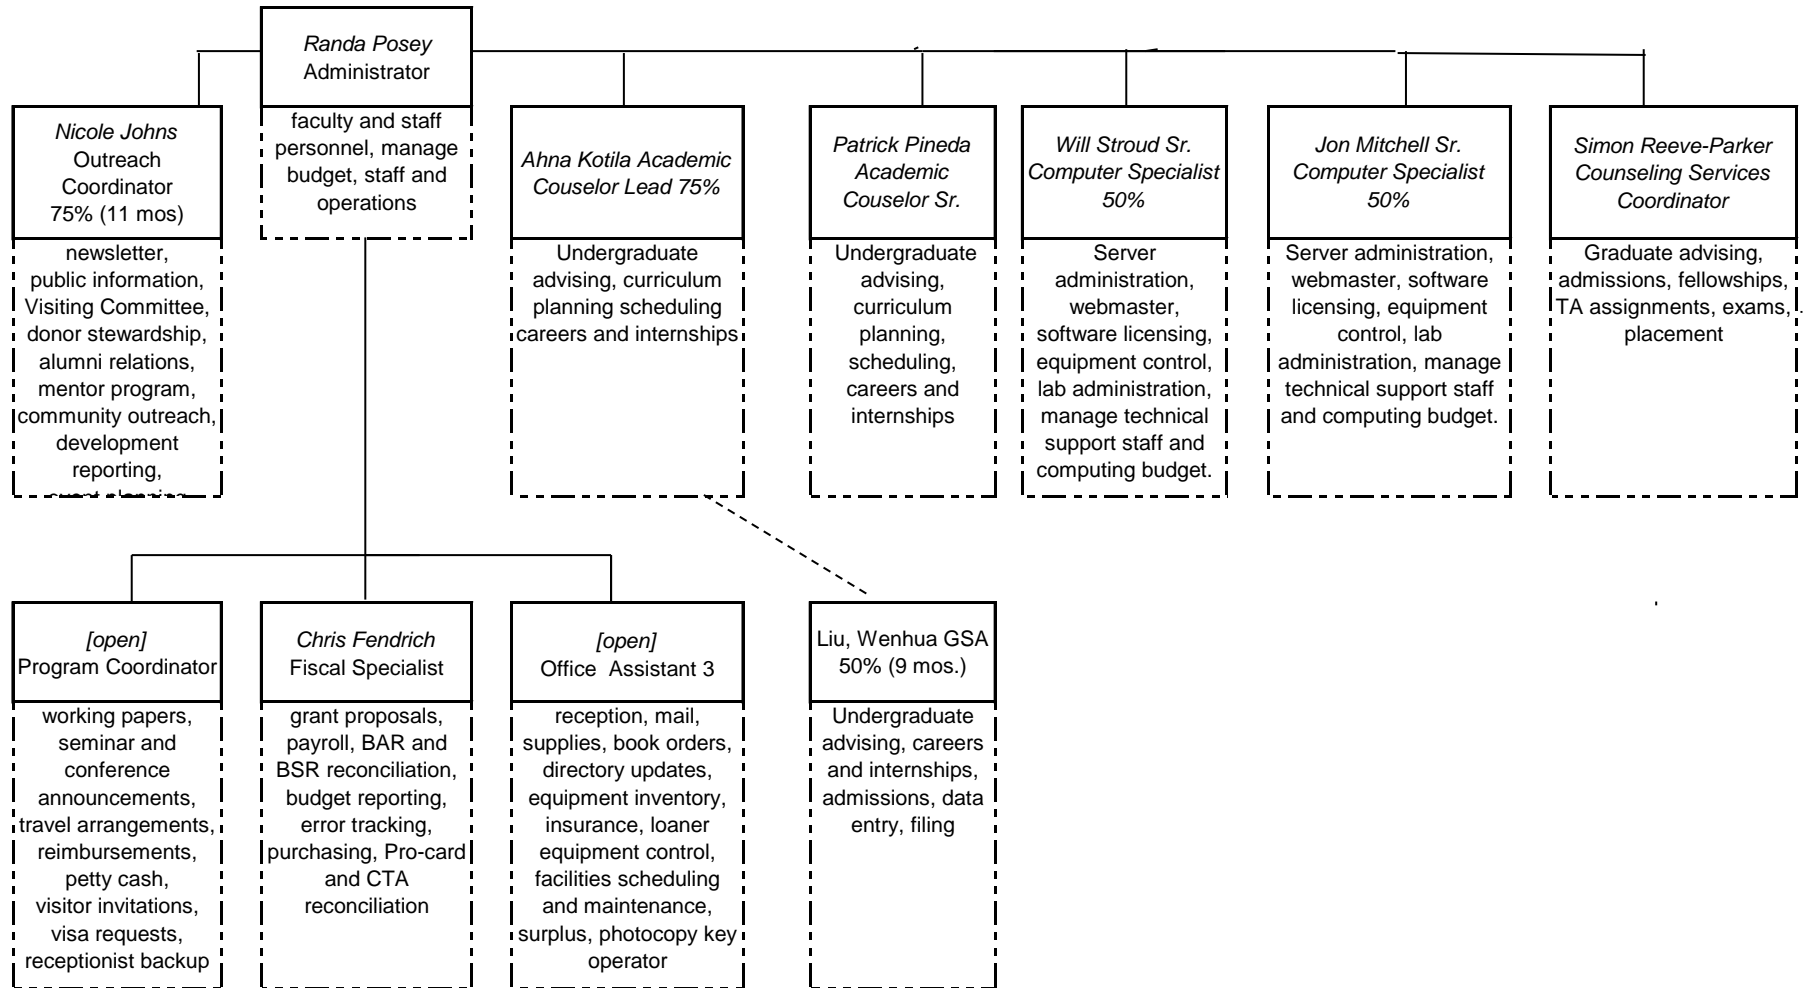 Randa Posey
Administrator
faculty and staff
personnel, manage
budget, staff and
operations
Nicole Johns
Outreach
Coordinator
75% (11 mos)
newsletter,
public information,
Visiting Committee,
donor stewardship,
alumni relations,
mentor program,
community outreach,
development
reporting,
Ahna Kotila Academic
Couselor Lead 75%
Undergraduate
advising, curriculum
planning scheduling
careers and internships
Patrick Pineda
Academic
Couselor Sr.
Undergraduate
advising,
curriculum
planning,
scheduling,
careers and
internships
Will Stroud Sr.
Computer Specialist
50%
Server
administration,
webmaster,
software licensing,
equipment control,
lab administration,
manage technical
support staff and
computing budget.
Jon Mitchell Sr.
Computer Specialist
50%
Server administration,
webmaster, software
licensing, equipment
control, lab
administration, manage
technical support staff
and computing budget.
Simon Reeve-Parker
Counseling Services
Coordinator
Graduate advising,
admissions, fellowships,
TA assignments, exams, .
placement
[open]
Program Coordinator
working papers,
seminar and
conference
announcements,
travel arrangements,
reimbursements,
petty cash,
visitor invitations,
visa requests,
receptionist backup
Chris Fendrich
Fiscal Specialist
grant proposals,
payroll, BAR and
BSR reconciliation,
budget reporting,
error tracking,
purchasing, Pro-card
and CTA
reconciliation
[open]
Office Assistant 3
reception, mail,
supplies, book orders,
directory updates,
equipment inventory,
insurance, loaner
equipment control,
facilities scheduling
and maintenance,
surplus, photocopy key
operator
Liu, Wenhua GSA
50% (9 mos.)
Undergraduate
advising, careers
and internships,
admissions, data
entry, filing